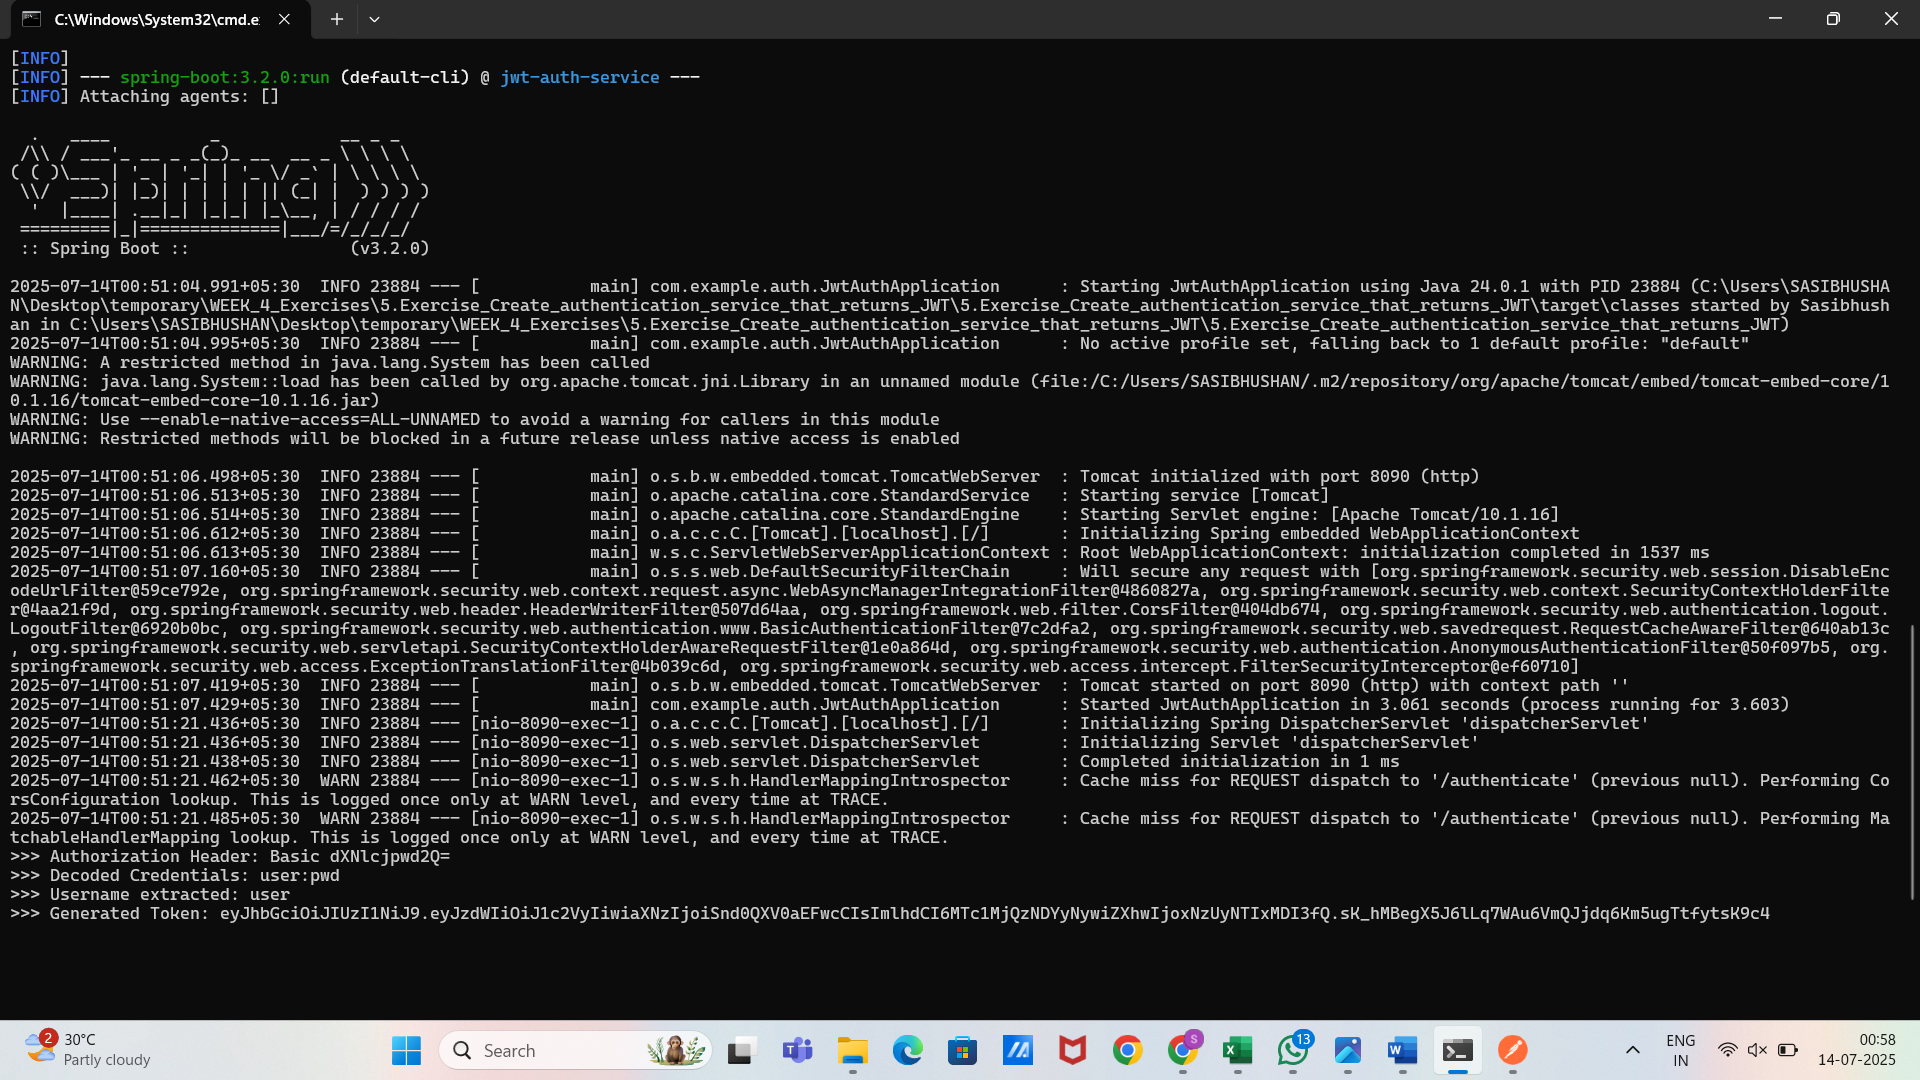 C:\Windows\System32\cmd.e
[INFO]
[INFO] --- spring-boot:3.2.0:run (default-cli) @ jwt-auth-service ---
[INFO] Attaching agents: []
  .   ____          _            __ _ _
 /\\ / ___'_ __ _ _(_)_ __  __ _ \ \ \ \
( ( )\___ | '_ | '_| | '_ \/ _` | \ \ \ \
 \\/  ___)| |_)| | | | | || (_| |  ) ) ) )
  '  |____| .__|_| |_|_| |_\__, | / / / /
 =========|_|==============|___/=/_/_/_/
 :: Spring Boot ::                (v3.2.0)
2025-07-14T00:51:04.991+05:30  INFO 23884 --- [           main] com.example.auth.JwtAuthApplication      : Starting JwtAuthApplication using Java 24.0.1 with PID 23884 (C:\Users\SASIBHUSHA
N\Desktop\temporary\WEEK_4_Exercises\5.Exercise_Create_authentication_service_that_returns_JWT\5.Exercise_Create_authentication_service_that_returns_JWT\target\classes started by Sasibhush
an in C:\Users\SASIBHUSHAN\Desktop\temporary\WEEK_4_Exercises\5.Exercise_Create_authentication_service_that_returns_JWT\5.Exercise_Create_authentication_service_that_returns_JWT)
2025-07-14T00:51:04.995+05:30  INFO 23884 --- [           main] com.example.auth.JwtAuthApplication      : No active profile set, falling back to 1 default profile: "default"
WARNING: A restricted method in java.lang.System has been called
WARNING: java.lang.System::load has been called by org.apache.tomcat.jni.Library in an unnamed module (file:/C:/Users/SASIBHUSHAN/.m2/repository/org/apache/tomcat/embed/tomcat-embed-core/1
0.1.16/tomcat-embed-core-10.1.16.jar)
WARNING: Use --enable-native-access=ALL-UNNAMED to avoid a warning for callers in this module
WARNING: Restricted methods will be blocked in a future release unless native access is enabled
2025-07-14T00:51:06.498+05:30  INFO 23884 --- [           main] o.s.b.w.embedded.tomcat.TomcatWebServer  : Tomcat initialized with port 8090 (http)
2025-07-14T00:51:06.513+05:30  INFO 23884 --- [           main] o.apache.catalina.core.StandardService   : Starting service [Tomcat]
2025-07-14T00:51:06.514+05:30  INFO 23884 --- [           main] o.apache.catalina.core.StandardEngine    : Starting Servlet engine: [Apache Tomcat/10.1.16]
2025-07-14T00:51:06.612+05:30  INFO 23884 --- [           main] o.a.c.c.C.[Tomcat].[localhost].[/]       : Initializing Spring embedded WebApplicationContext
2025-07-14T00:51:06.613+05:30  INFO 23884 --- [           main] w.s.c.ServletWebServerApplicationContext : Root WebApplicationContext: initialization completed in 1537 ms
2025-07-14T00:51:07.160+05:30  INFO 23884 --- [           main] o.s.s.web.DefaultSecurityFilterChain     : Will secure any request with [org.springframework.security.web.session.DisableEnc
odeUrlFilter@59ce792e, org.springframework.security.web.context.request.async.WebAsyncManagerIntegrationFilter@4860827a, org.springframework.security.web.context.SecurityContextHolderFilte
r@4aa21f9d, org.springframework.security.web.header.HeaderWriterFilter@507d64aa, org.springframework.web.filter.CorsFilter@404db674, org.springframework.security.web.authentication.logout.
LogoutFilter@6920b0bc, org.springframework.security.web.authentication.www.BasicAuthenticationFilter@7c2dfa2, org.springframework.security.web.savedrequest.RequestCacheAwareFilter@640ab13c
, org.springframework.security.web.servletapi.SecurityContextHolderAwareRequestFilter@1e0a864d, org.springframework.security.web.authentication.AnonymousAuthenticationFilter@50f097b5, org.
springframework.security.web.access.ExceptionTranslationFilter@4b039c6d, org.springframework.security.web.access.intercept.FilterSecurityInterceptor@ef60710]
2025-07-14T00:51:07.419+05:30  INFO 23884 --- [           main] o.s.b.w.embedded.tomcat.TomcatWebServer  : Tomcat started on port 8090 (http) with context path ''
2025-07-14T00:51:07.429+05:30  INFO 23884 --- [           main] com.example.auth.JwtAuthApplication      : Started JwtAuthApplication in 3.061 seconds (process running for 3.603)
2025-07-14T00:51:21.436+05:30  INFO 23884 --- [nio-8090-exec-1] o.a.c.c.C.[Tomcat].[localhost].[/]       : Initializing Spring DispatcherServlet 'dispatcherServlet'
2025-07-14T00:51:21.436+05:30  INFO 23884 --- [nio-8090-exec-1] o.s.web.servlet.DispatcherServlet        : Initializing Servlet 'dispatcherServlet'
2025-07-14T00:51:21.438+05:30  INFO 23884 --- [nio-8090-exec-1] o.s.web.servlet.DispatcherServlet        : Completed initialization in 1 ms
2025-07-14T00:51:21.462+05:30  WARN 23884 --- [nio-8090-exec-1] o.s.w.s.h.HandlerMappingIntrospector     : Cache miss for REQUEST dispatch to '/authenticate' (previous null). Performing Co
rsConfiguration lookup. This is logged once only at WARN level, and every time at TRACE.
2025-07-14T00:51:21.485+05:30  WARN 23884 --- [nio-8090-exec-1] o.s.w.s.h.HandlerMappingIntrospector     : Cache miss for REQUEST dispatch to '/authenticate' (previous null). Performing Ma
tchableHandlerMapping lookup. This is logged once only at WARN level, and every time at TRACE.
>>> Authorization Header: Basic dXNlcjpwd2Q=
>>> Decoded Credentials: user:pwd
>>> Username extracted: user
>>> Generated Token: eyJhbGciOiJIUzI1NiJ9.eyJzdWIiOiJ1c2VyIiwiaXNzIjoiSnd0QXV0aEFwcCIsImlhdCI6MTc1MjQzNDYyNywiZXhwIjoxNzUyNTIxMDI3fQ.sK_hMBegX5J6lLq7WAu6VmQJjdq6Km5ugTtfytsK9c4
2
30°C
Partly cloudy
Search
S
13
ENG
IN
00:58
14-07-2025